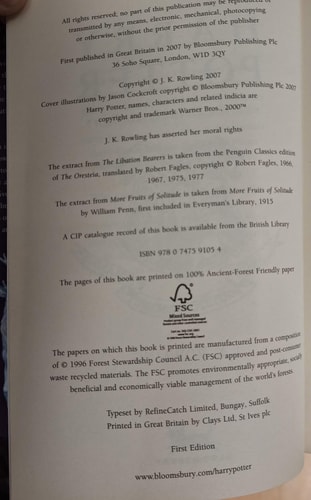 All rights reserved; no part of this publication may be reproduced or
transmitted by any means, electronic, mechanical, photocopying
or otherwise, without the prior permission of the publisher
First published in Great Britain in 2007 by Bloomsbury Publishing Plc
36 Soho Square, London, W1D 3QY
Copyright © J. K. Rowling 2007
Cover illustrations by Jason Cockcroft copyright © Bloomsbury Publishing Plc 2007
Harry Potter, names, characters and related indicia are
copyright and trademark Warner Bros., 2000™
J. K. Rowling has asserted her moral rights
The extract from The Libation Bearers is taken from the Penguin Classics edition
of The Oresteia, translated by Robert Fagles, copyright © Robert Fagles, 1966,
1967, 1975, 1977
The extract from More Fruits of Solitude is taken from More Fruits of Solitude
by William Penn, first included in Everyman's Library, 1915
A CIP catalogue record of this book is available from the British Library
ISBN 978 0 7475 9105 4
The pages of this book are printed on 100% Ancient-Forest Friendly paper
FSC
Mixed Sources
The papers on which this book is printed are manufactured from a composition
of © 1996 Forest Stewardship Council A.C. (FSC) approved and post-consumer
waste recycled materials. The FSC promotes environmentally appropriate, socially
beneficial and economically viable management of the world's forests.
Typeset by RefineCatch Limited, Bungay, Suffolk
Printed in Great Britain by Clays Ltd, St Ives plc
First Edition
www.bloomsbury.com/harrypotter